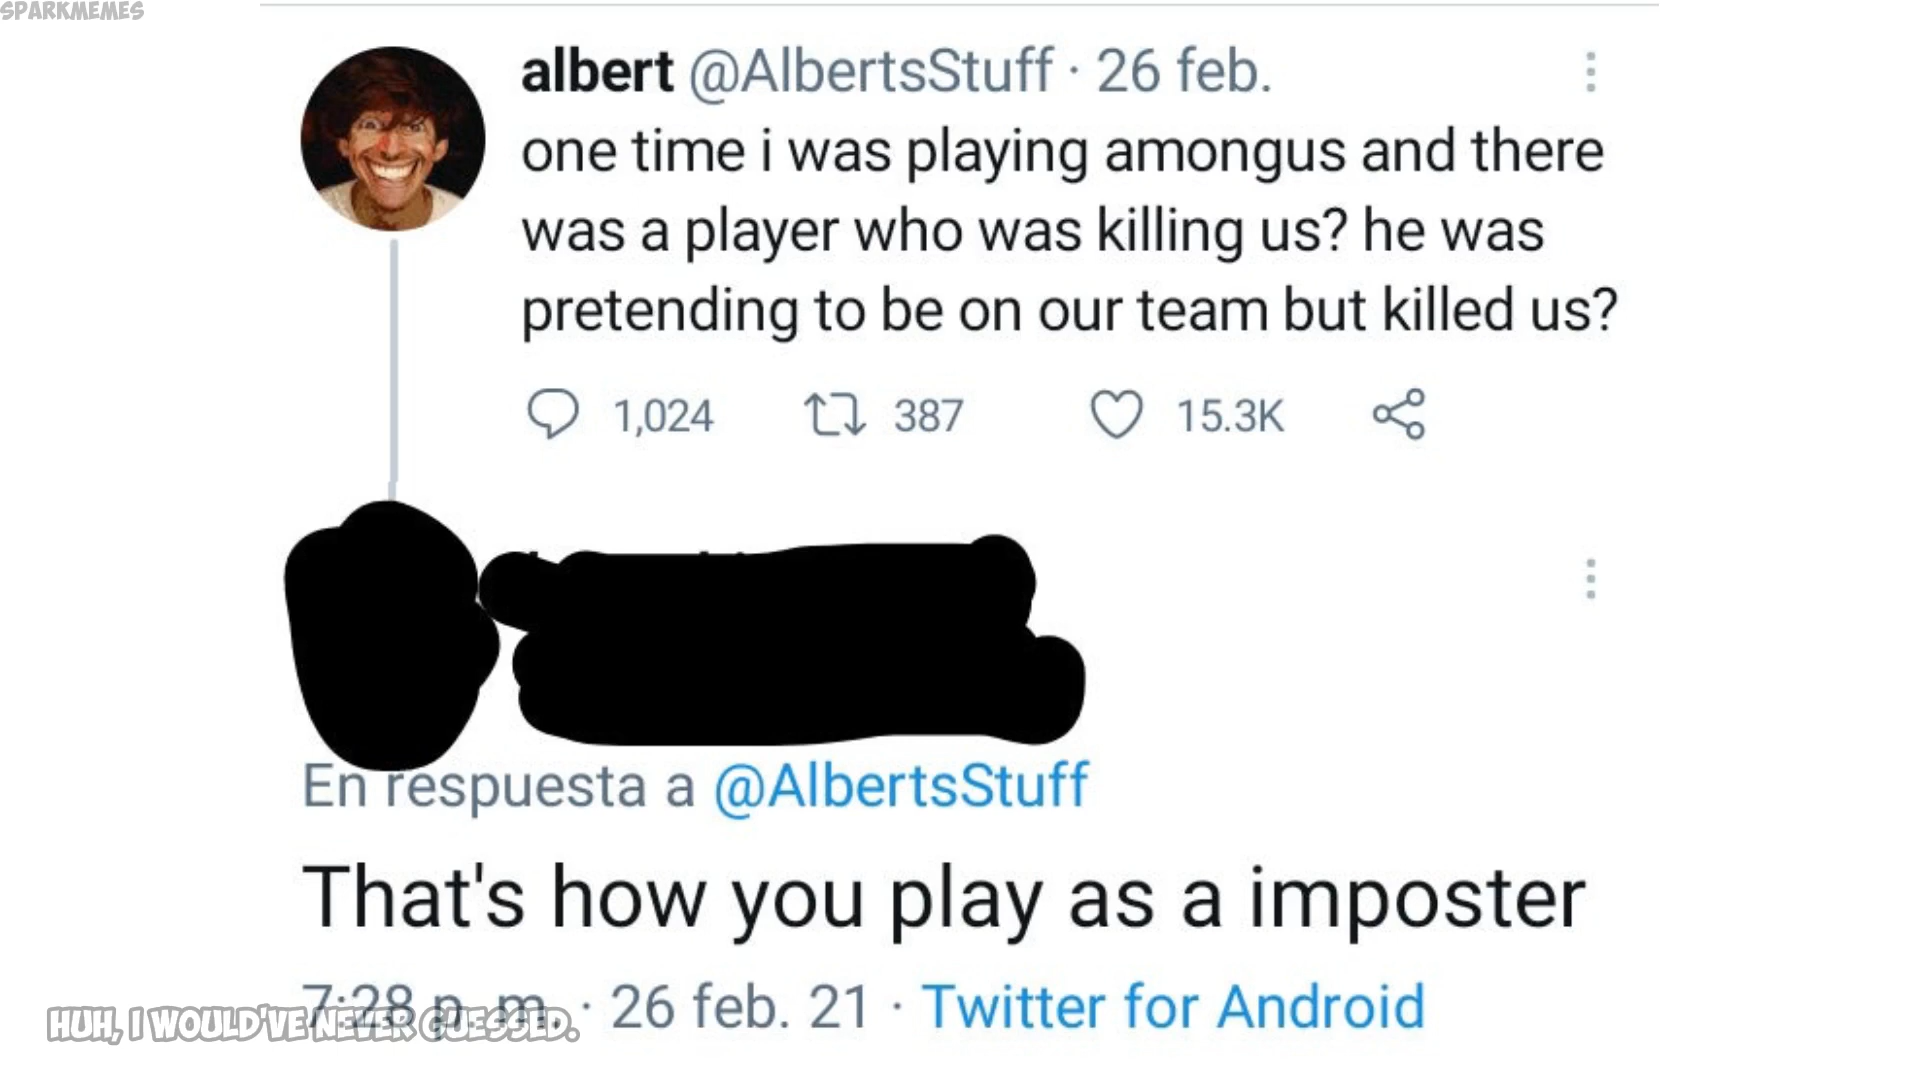 SPARKMEMES
albert @AlbertsStuff · 26 feb.
one time i was playing amongus and there
was a player who was killing us? he was
pretending to be on our team but killed us?
1,024 387 15.3K
En respuesta a @AlbertsStuff
That's how you play as a imposter
7:28 p. m. · 26 feb. 21 · Twitter for Android
HUH, I WOULD'VE NEVER GUESSED.